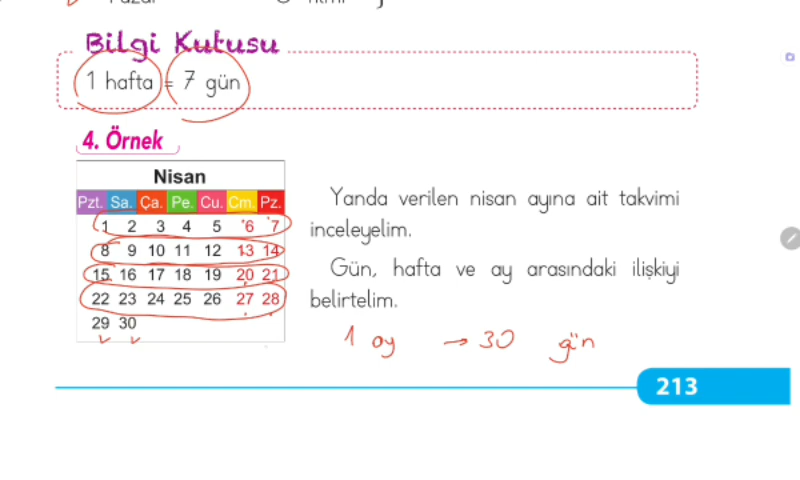 Bilgi Kutusu
1 hafta = 7 gün
4. Örnek
Nisan
Pzt. Sa. Ça. Pe. Cu. Cm. Pz.
1 2 3 4 5 6 7
8 9 10 11 12 13 14
15 16 17 18 19 20 21
22 23 24 25 26 27 28
29 30
Yanda verilen nisan ayına ait takvimi
inceleyelim.
Gün, hafta ve ay arasındaki ilişkiyi
belirtelim.
1 ay → 30 gün
213